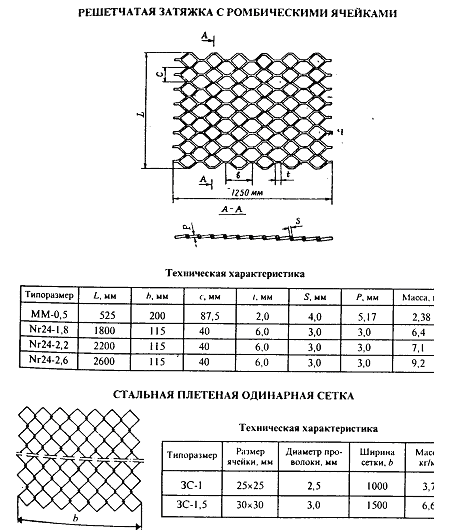 РЕШЕТЧАТАЯ ЗАТЯЖКА С РОМБИЧЕСКИМИ ЯЧЕЙКАМИ
A
C
L
A
в
t
1250 мм
A – A
P
S
Техническая характеристика
Типоразмер L, мм b, мм c, мм t, мм S, мм P, мм Масса,
ММ-0,5 525 200 87,5 2,0 4,0 5,17 2,38
Nr24-1,8 1800 115 40 6,0 3,0 3,0 6,4
Nr24-2,2 2200 115 40 6,0 3,0 3,0 7,1
Nr24-2,6 2600 115 40 6,0 3,0 3,0 9,2
СТАЛЬНАЯ ПЛЕТЕНАЯ ОДИНАРНАЯ СЕТКА
b
Техническая характеристика
Типоразмер Размер ячейки, мм Диаметр про-волоки, мм Ширина сетки, b
ЗС-1 25×25 2,5 1000 3,7
ЗС-1,5 30×30 3,0 1500